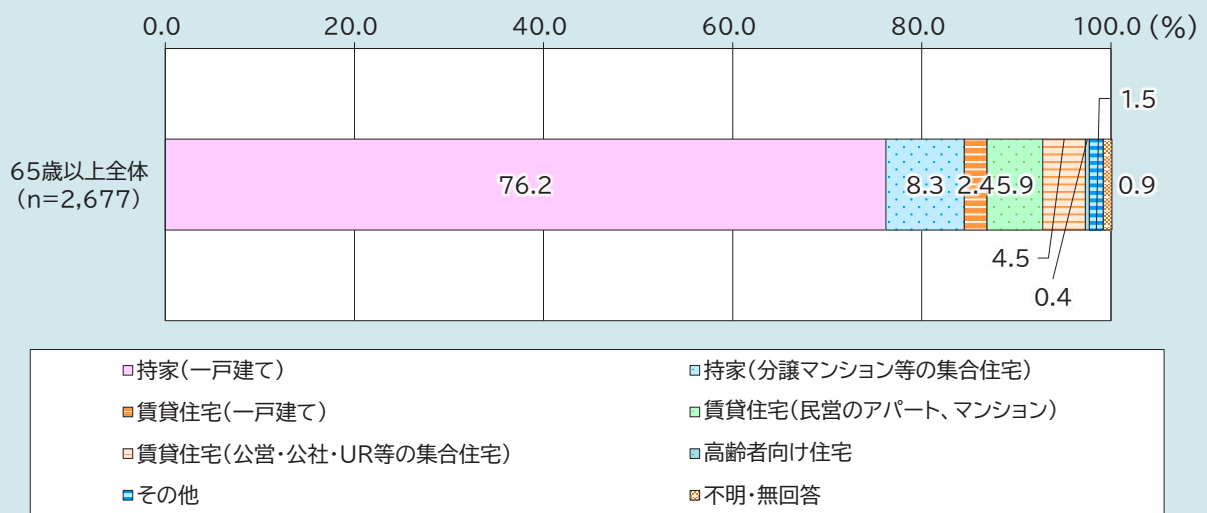 0.0 20.0 40.0 60.0 80.0 100.0 (%)
1.5
65歳以上全体
(n=2,677)
76.2 8.3 2.4 5.9 0.9
4.5
0.4
持家(一戸建て) 持家(分譲マンション等の集合住宅)
賃貸住宅(一戸建て) 賃貸住宅(民営のアパート、マンション)
賃貸住宅(公営・公社・UR等の集合住宅) 高齢者向け住宅
その他 不明・無回答